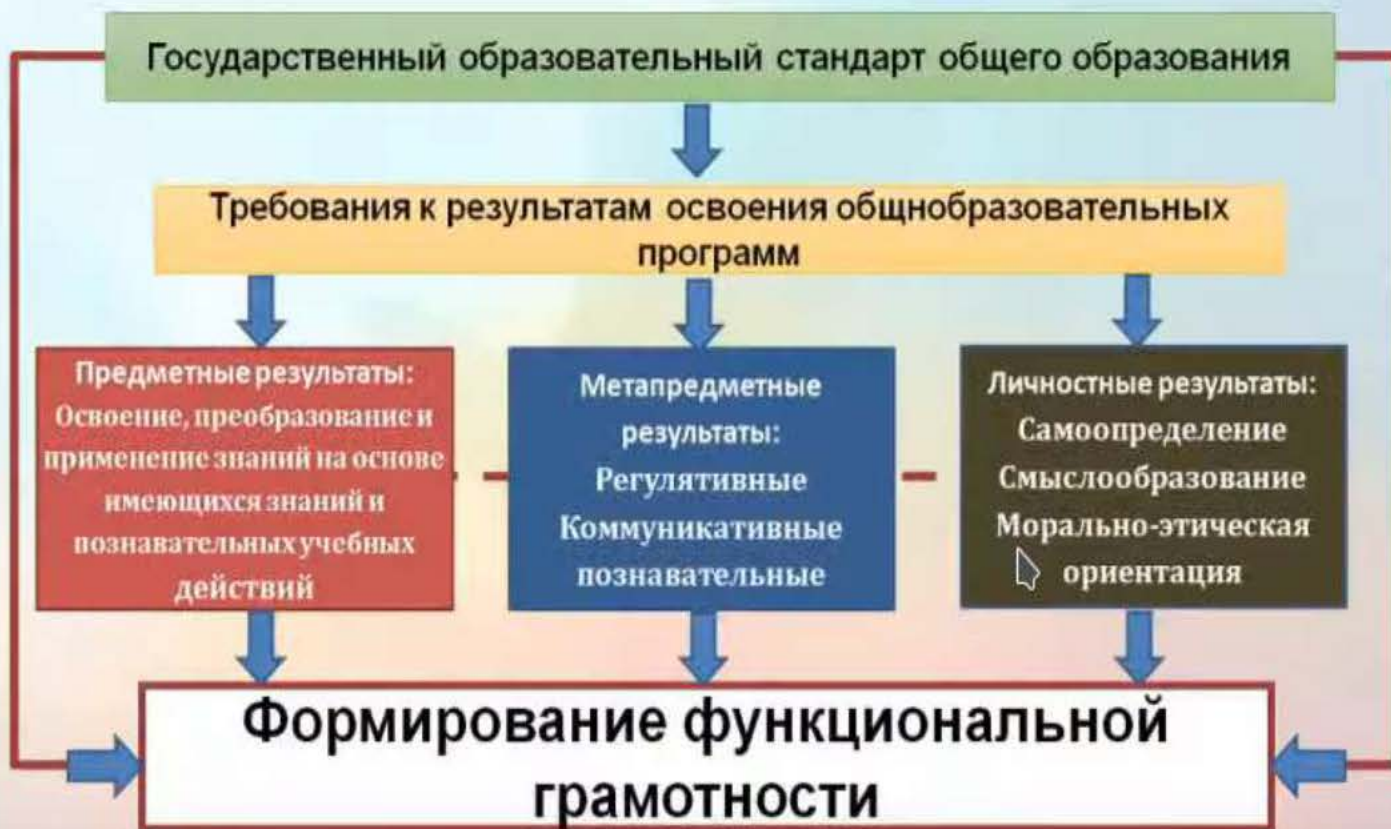 Государственный образовательный стандарт общего образования
Требования к результатам освоения общнобразовательных
программ
Предметные результаты:
Освоение, преобразование и
применение знаний на основе
имеющихся знаний и
познавательных учебных
действий
Метапредметные
результаты:
Регулятивные
Коммуникативные
познавательные
Личностные результаты:
Самоопределение
Смыслообразование
Морально-этическая
ориентация
Формирование функциональной
грамотности